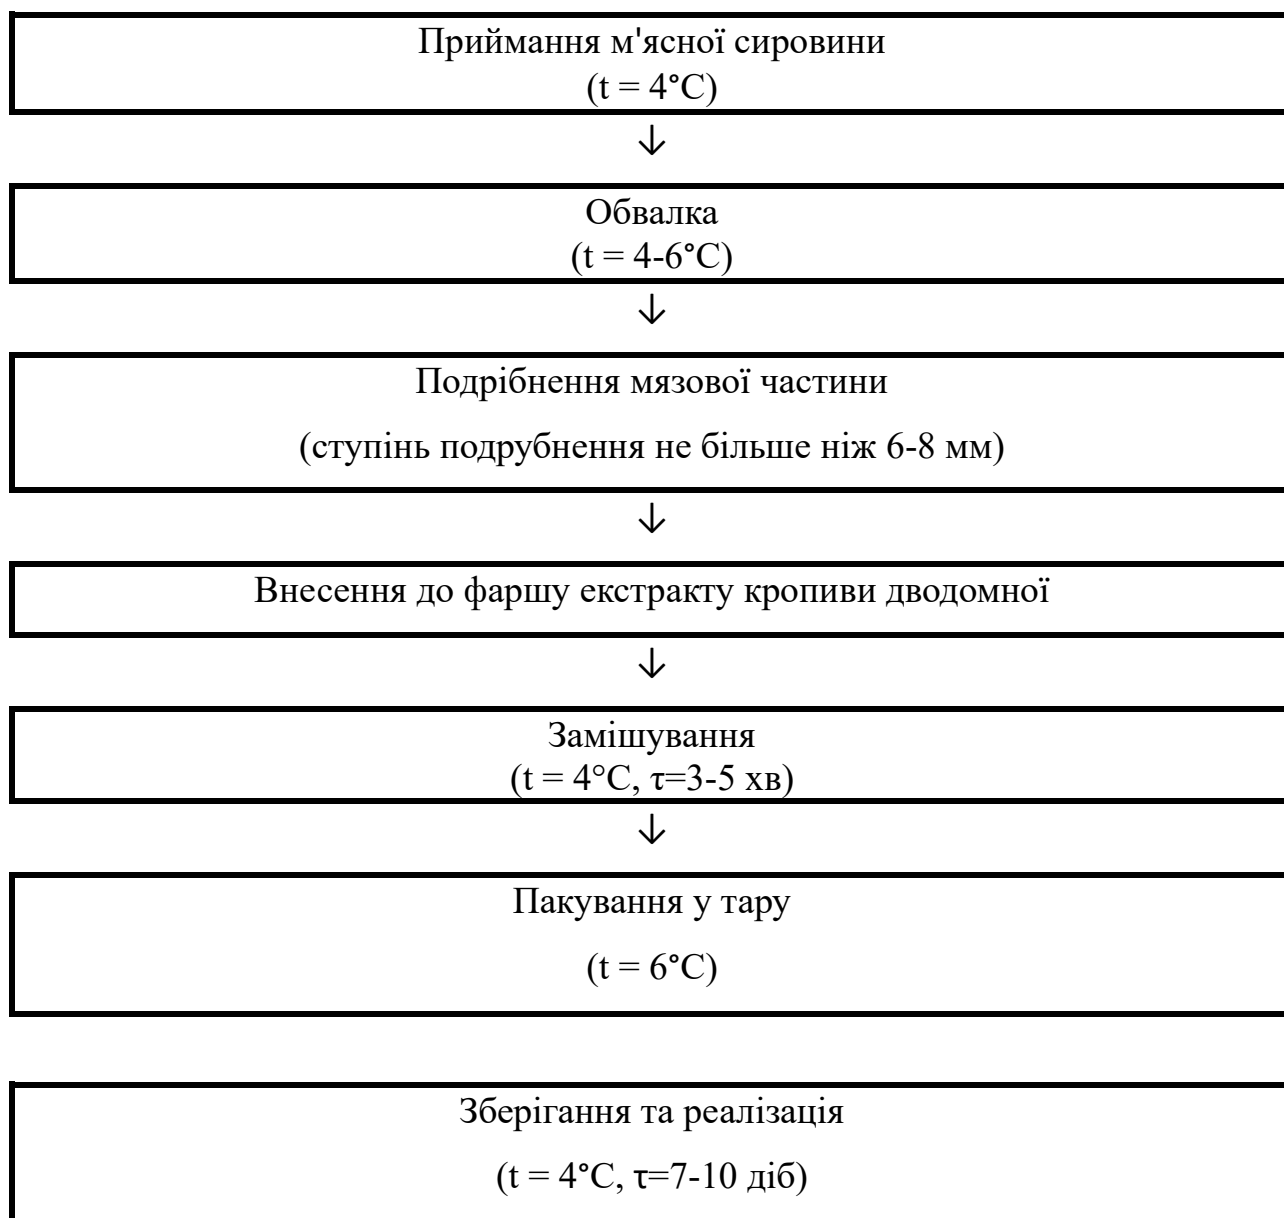 Приймання м'ясної сировини
(t = 4°C)
↓
Обвалка
(t = 4-6°C)
↓
Подрібнення мязової частини
(ступінь подрубнення не більше ніж 6-8 мм)
↓
Внесення до фаршу екстракту кропиви дводомної
↓
Замішування
(t = 4°C, τ=3-5 хв)
↓
Пакування у тару
(t = 6°C)
Зберігання та реалізація
(t = 4°C, τ=7-10 діб)